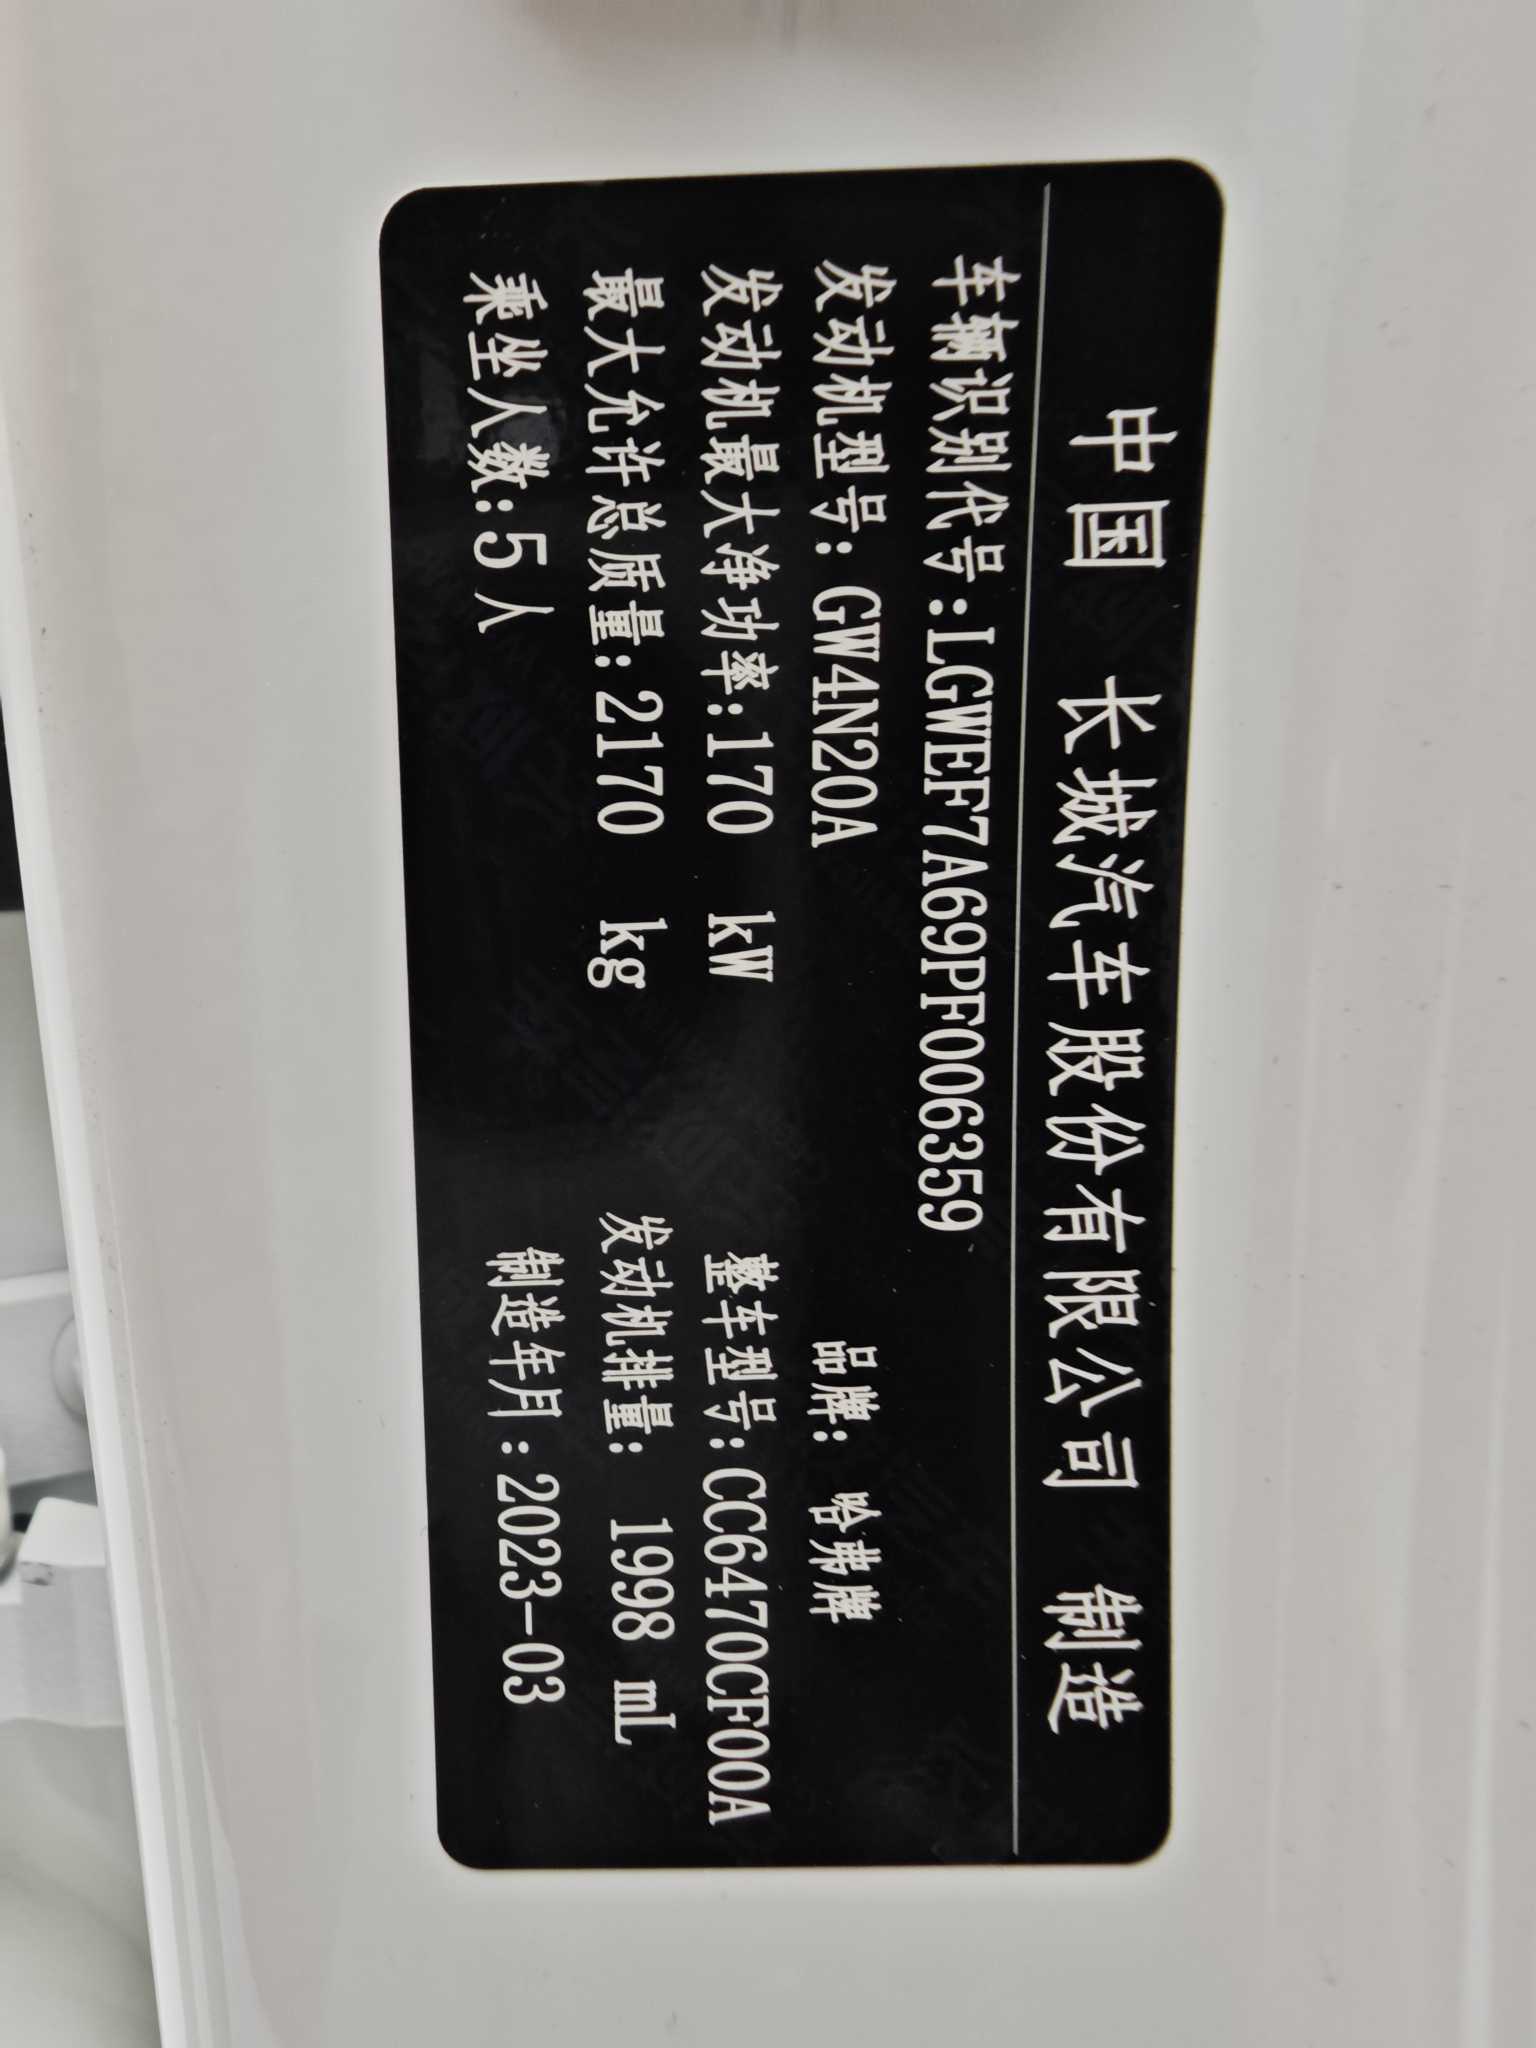 中国 长城汽车股份有限公司 制造
车辆识别代号:LGWEF7A69PF006359
发动机型号: GW4N20A 品牌: 哈弗牌
发动机最大净功率:170 kW 整车型号:CC6470CF00A
最大允许总质量:2170 kg 发动机排量: 1998 mL
乘坐人数:5人 制造年月:2023-03